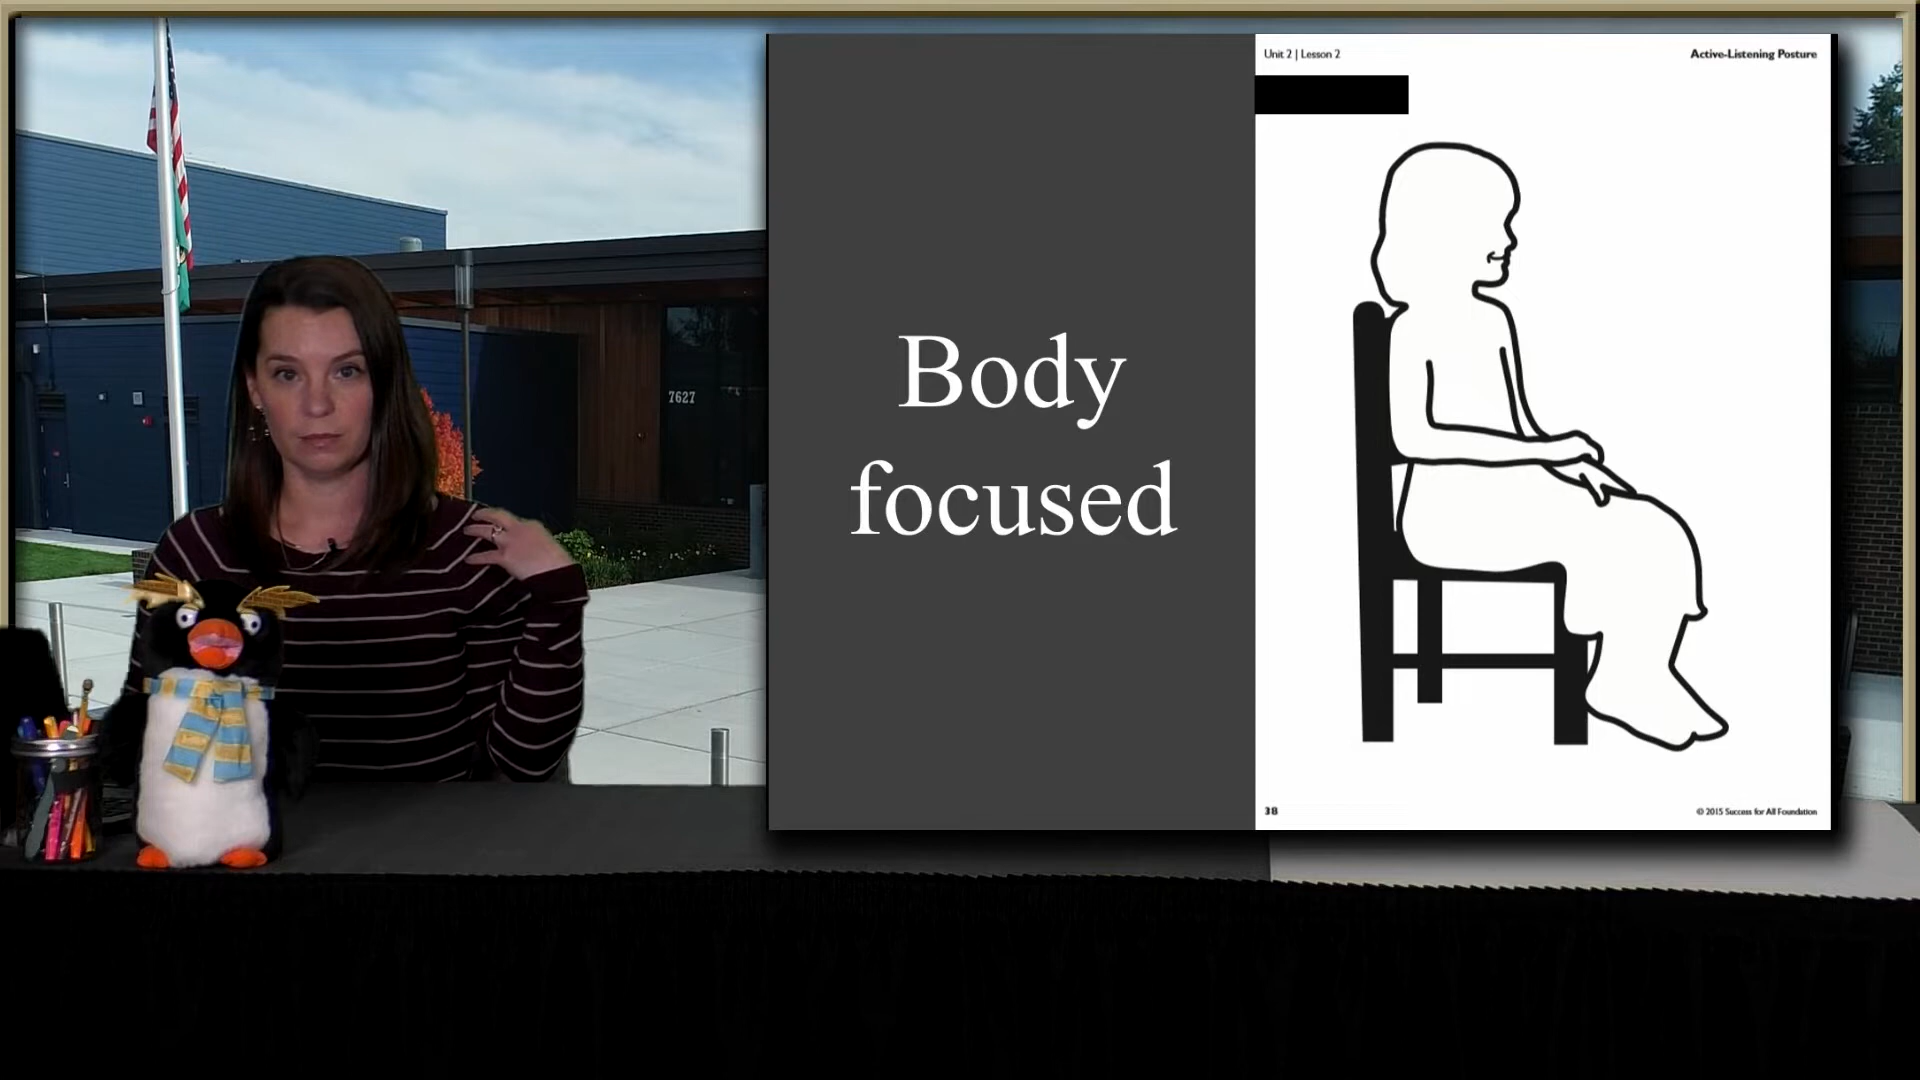 7627
Body
focused
Unit 2 | Lesson 2
Active-Listening Posture
38
© 2015 Success for All Foundation